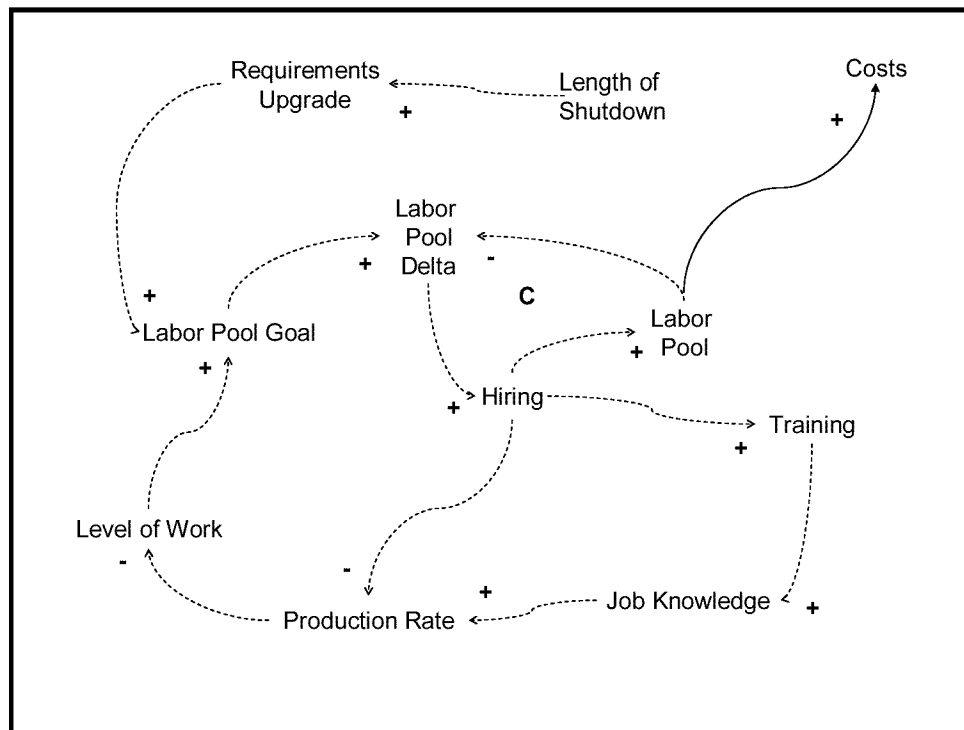 Requirements
Upgrade
Length of
Shutdown
Costs
+
+
Labor
Pool
Delta
+
-
C
+
Labor Pool Goal
+
Labor
Pool
+
Hiring
+
Training
+
Level of Work
-
-
+
Job Knowledge
+
Production Rate